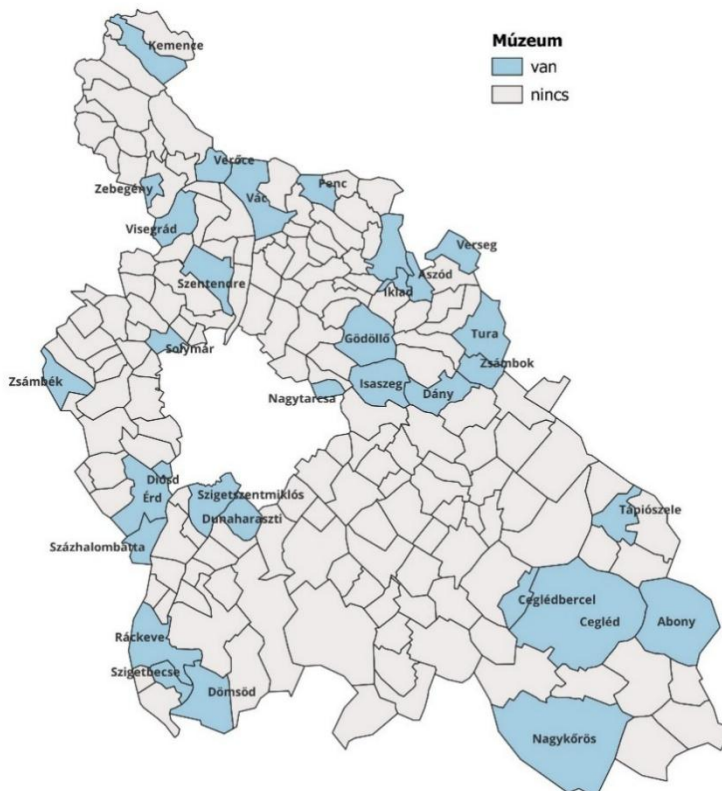 Múzeum
van
nincs
Kemence
Verőce
Zebegény
Vác
Penc
Visegrád
Verseg
Szentendre
Aszód
Iklad
Gödöllő
Tura
Solymár
Zsámbok
Zsámbék
Isaszeg
Dány
Nagytarcsa
Diósd
Érd
Szigetszentmiklós
Tápiószele
Dunaharaszti
Százhalombatta
Ceglédbercel
Cegléd
Abony
Ráckeve
Szigetbecse
Dömsöd
Nagykőrös